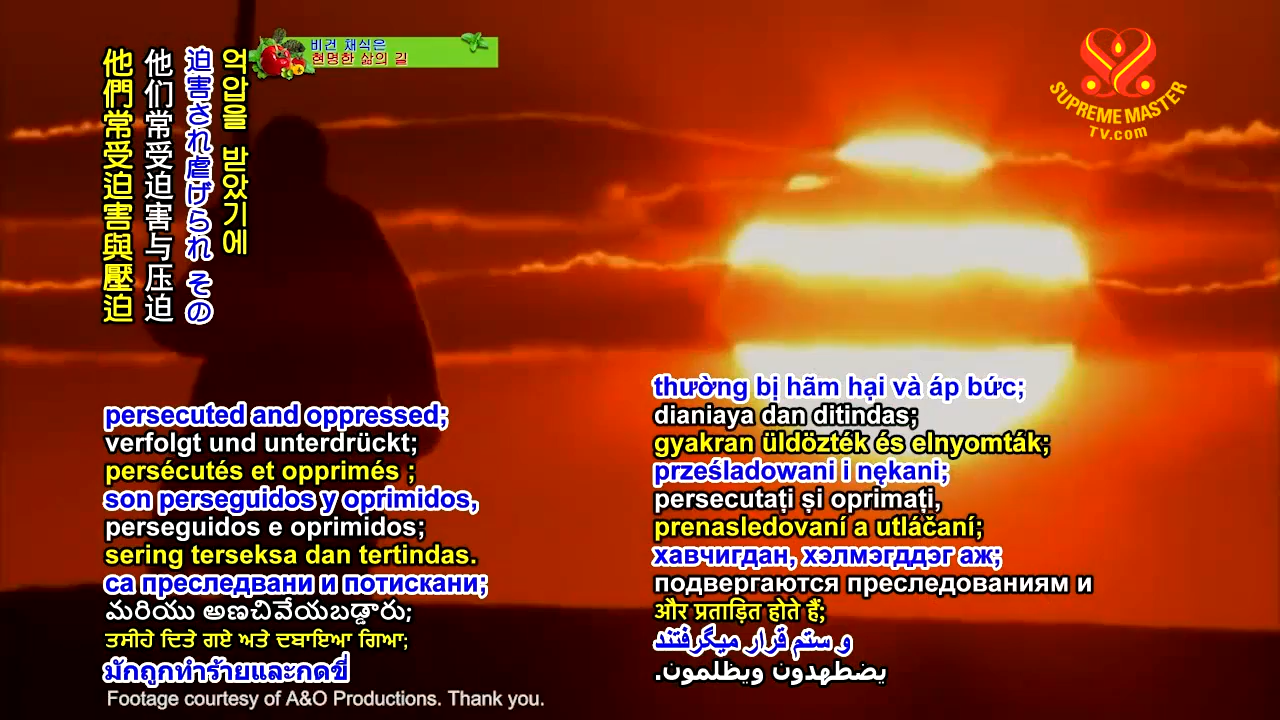 비건 채식은
현명한 삶의 길
SUPREME MASTER
TV.com
억압을 받았기에
迫害され虐げられ その
他们常受迫害与压迫
他們常受迫害與壓迫
persecuted and oppressed;
verfolgt und unterdrückt;
persécutés et opprimés ;
son perseguidos y oprimidos,
perseguidos e oprimidos;
sering terseksa dan tertindas.
са преследвани и потискани;
మరియు అణచివేయబడ్డారు;
ਤਸੀਹੇ ਦਿਤੇ ਗਏ ਅਤੇ ਦਬਾਇਆ ਗਿਆ;
มักถูกทำร้ายและกดขี่
thường bị hãm hại và áp bức;
dianiaya dan ditindas;
gyakran üldözték és elnyomták;
prześladowani i nękani;
persecutați și oprimați,
prenasledovaní a utláčaní;
хавчигдан, хэлмэгддэг аж;
подвергаются преследованиям и
और प्रताड़ित होते हैं;
و ستم قرار میگرفتند
يضطهدون ويظلمون.
Footage courtesy of A&O Productions. Thank you.